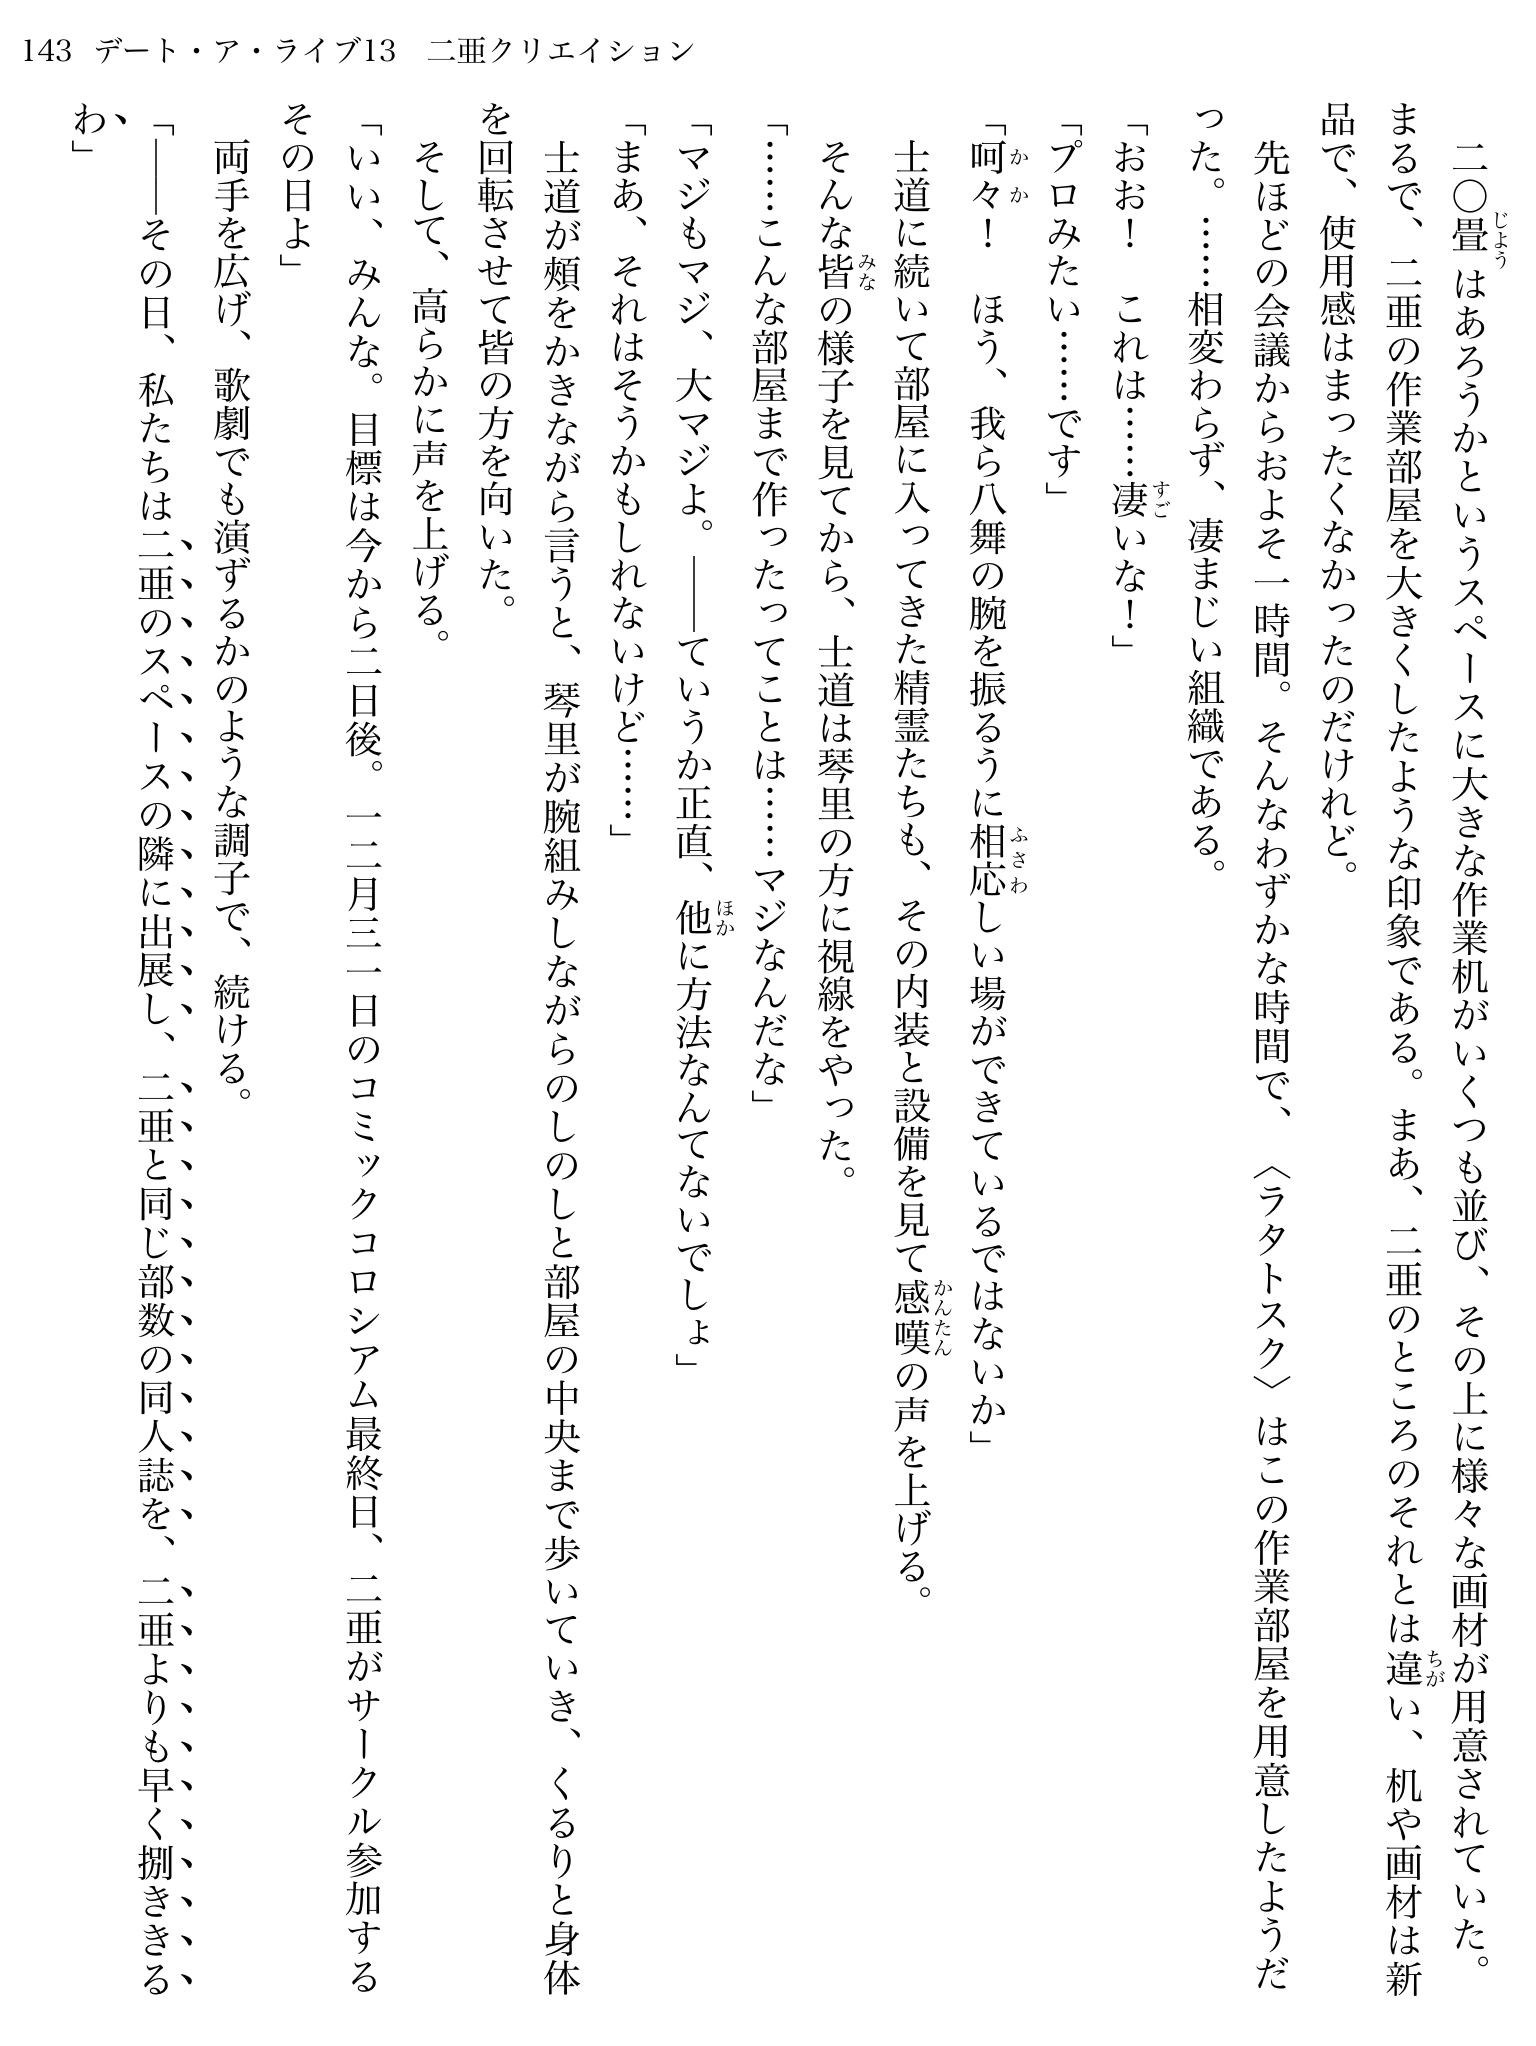 143 デート・ア・ライブ13　二亜クリエイション
　二〇畳はあろうかというスペースに大きな作業机がいくつも並び、その上に様々な画材が用意されていた。
まるで、二亜の作業部屋を大きくしたような印象である。まあ、二亜のところのそれとは違い、机や画材は新
品で、使用感はまったくなかったのだけれど。
　先ほどの会議からおよそ一時間。そんなわずかな時間で、〈ラタトスク〉はこの作業部屋を用意したようだ
った。……相変わらず、凄まじい組織である。
「おお！　これは……凄いな！」
「プロみたい……です」
「呵々！　ほう、我ら八舞の腕を振るうに相応しい場ができているではないか」
　士道に続いて部屋に入ってきた精霊たちも、その内装と設備を見て感嘆の声を上げる。
　そんな皆の様子を見てから、士道は琴里の方に視線をやった。
「……こんな部屋まで作ったってことは……マジなんだな」
「マジもマジ、大マジよ。――ていうか正直、他に方法なんてないでしょ」
「まあ、それはそうかもしれないけど……」
　士道が頰をかきながら言うと、琴里が腕組みしながらのしのしと部屋の中央まで歩いていき、くるりと身体
を回転させて皆の方を向いた。
　そして、高らかに声を上げる。
「いい、みんな。目標は今から二日後。一二月三一日のコミックコロシアム最終日、二亜がサークル参加する
その日よ」
　両手を広げ、歌劇でも演ずるかのような調子で、続ける。
「――その日、私たちは二亜のスペースの隣に出展し、二亜と同じ部数の同人誌を、二亜よりも早く捌ききる
わ」